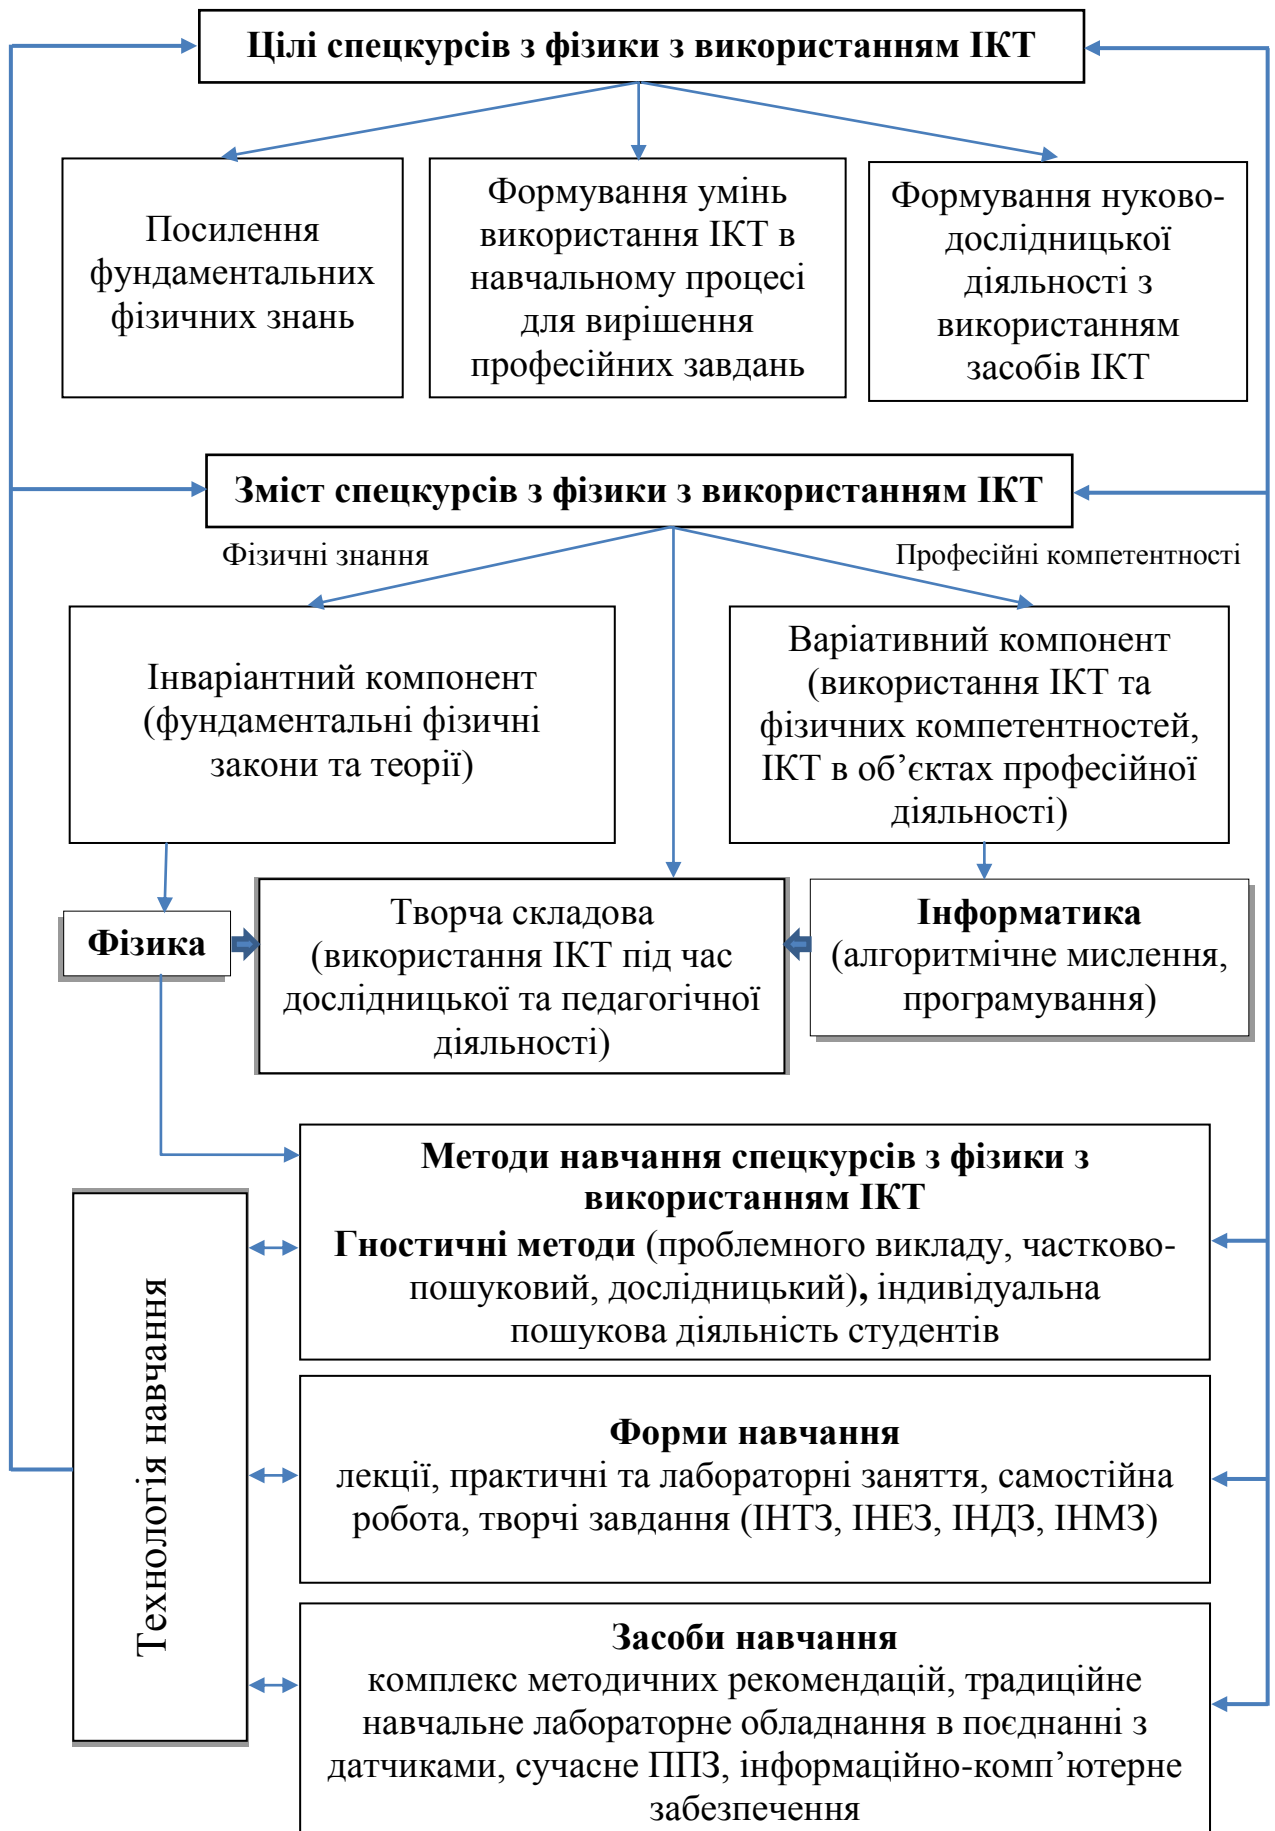 Цілі спецкурсів з фізики з використанням ІКТ
Посилення
фундаментальних
фізичних знань
Формування умінь
використання ІКТ в
навчальному процесі
для вирішення
професійних завдань
Формування нуково-
дослідницької
діяльності з
використанням
засобів ІКТ
Зміст спецкурсів з фізики з використанням ІКТ
Фізичні знання
Професійні компетентності
Інваріантний компонент
(фундаментальні фізичні
закони та теорії)
Варіативний компонент
(використання ІКТ та
фізичних компетентностей,
ІКТ в об’єктах професійної
діяльності)
Фізика
Творча складова
(використання ІКТ під час
дослідницької та педагогічної
діяльності)
Інформатика
(алгоритмічне мислення,
програмування)
Технологія навчання
Методи навчання спецкурсів з фізики з
використанням ІКТ
Гностичні методи (проблемного викладу, частково-
пошуковий, дослідницький), індивідуальна
пошукова діяльність студентів
Форми навчання
лекції, практичні та лабораторні заняття, самостійна
робота, творчі завдання (ІНТЗ, ІНЕЗ, ІНДЗ, ІНМЗ)
Засоби навчання
комплекс методичних рекомендацій, традиційне
навчальне лабораторне обладнання в поєднанні з
датчиками, сучасне ППЗ, інформаційно-комп’ютерне
забезпечення